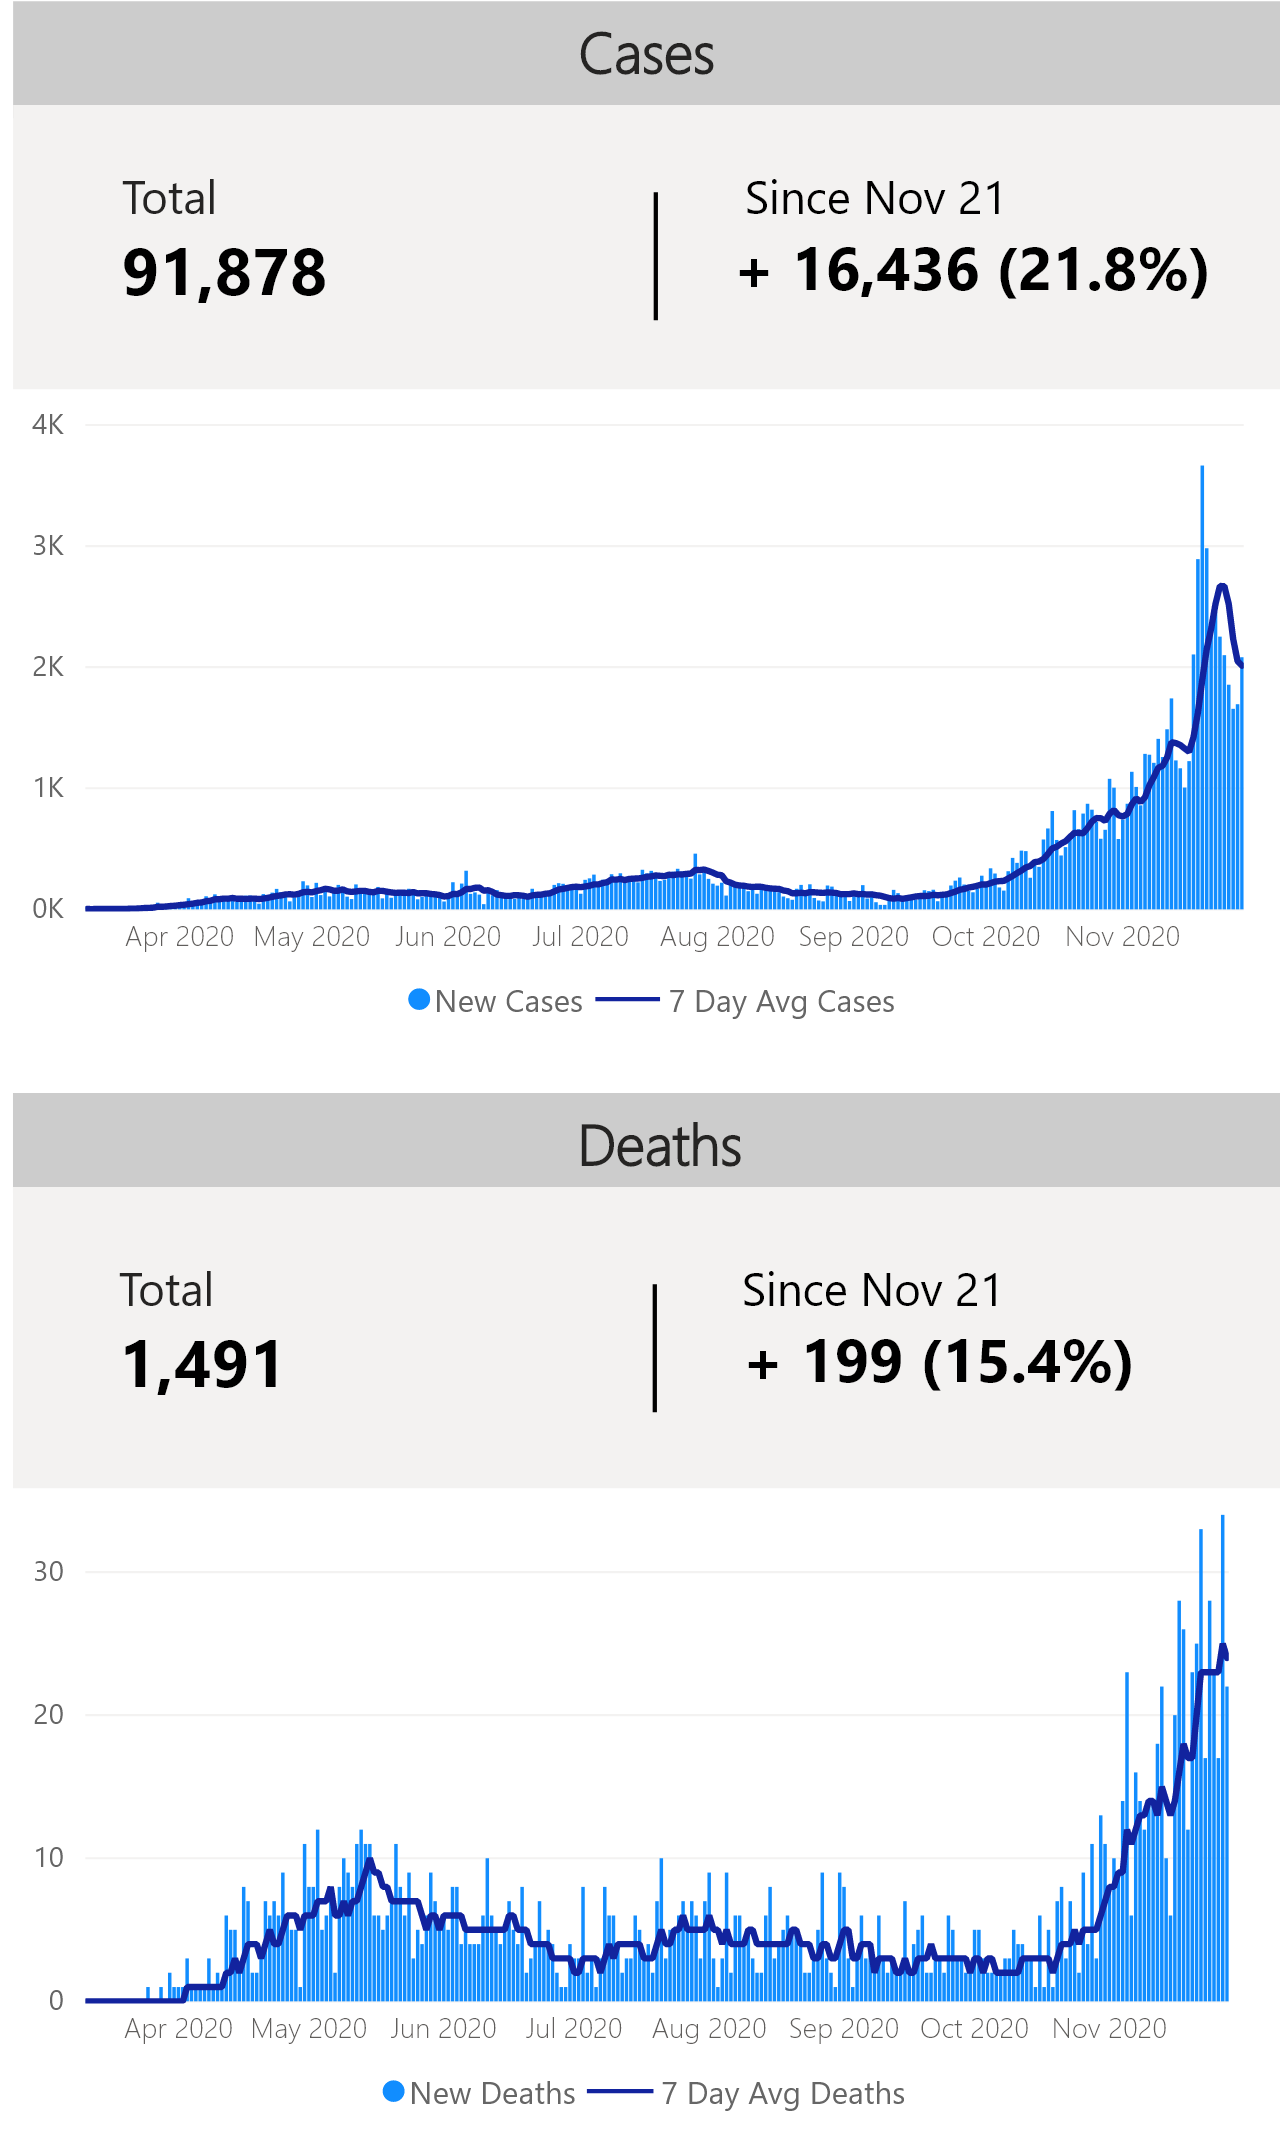 Cases
Total
91,878
Since Nov 21
+ 16,436 (21.8%)
4K
3K
2K
1K
0K
Apr 2020 May 2020 Jun 2020 Jul 2020 Aug 2020 Sep 2020 Oct 2020 Nov 2020
New Cases 7 Day Avg Cases
Deaths
Total
1,491
Since Nov 21
+ 199 (15.4%)
30
20
10
0
Apr 2020 May 2020 Jun 2020 Jul 2020 Aug 2020 Sep 2020 Oct 2020 Nov 2020
New Deaths 7 Day Avg Deaths